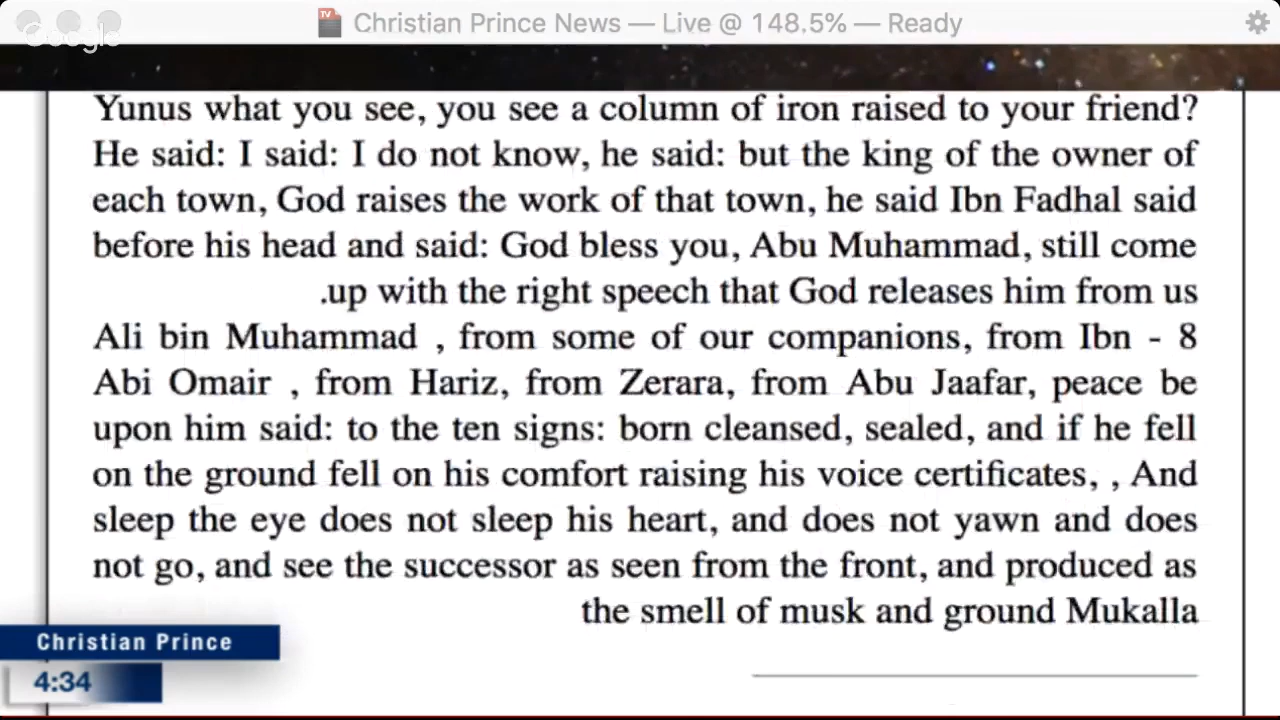 Christian Prince News — Live @ 148.5% — Ready
Google
Yunus what you see, you see a column of iron raised to your friend?
He said: I said: I do not know, he said: but the king of the owner of
each town, God raises the work of that town, he said Ibn Fadhal said
before his head and said: God bless you, Abu Muhammad, still come
.up with the right speech that God releases him from us
Ali bin Muhammad , from some of our companions, from Ibn - 8
Abi Omair , from Hariz, from Zerara, from Abu Jaafar, peace be
upon him said: to the ten signs: born cleansed, sealed, and if he fell
on the ground fell on his comfort raising his voice certificates, , And
sleep the eye does not sleep his heart, and does not yawn and does
not go, and see the successor as seen from the front, and produced as
the smell of musk and ground Mukalla
Christian Prince
4:34